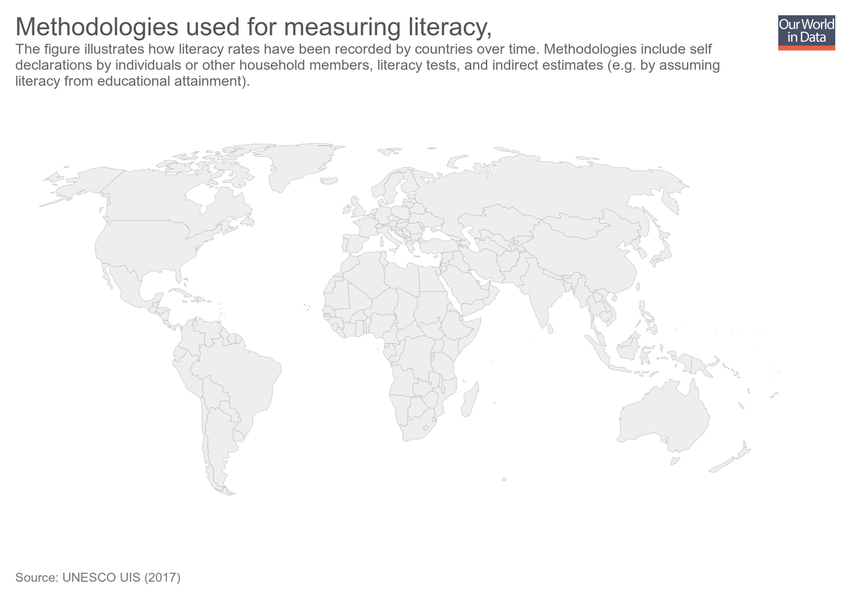 Methodologies used for measuring literacy,
Our World
in Data
The figure illustrates how literacy rates have been recorded by countries over time. Methodologies include self
declarations by individuals or other household members, literacy tests, and indirect estimates (e.g. by assuming
literacy from educational attainment).
Source: UNESCO UIS (2017)